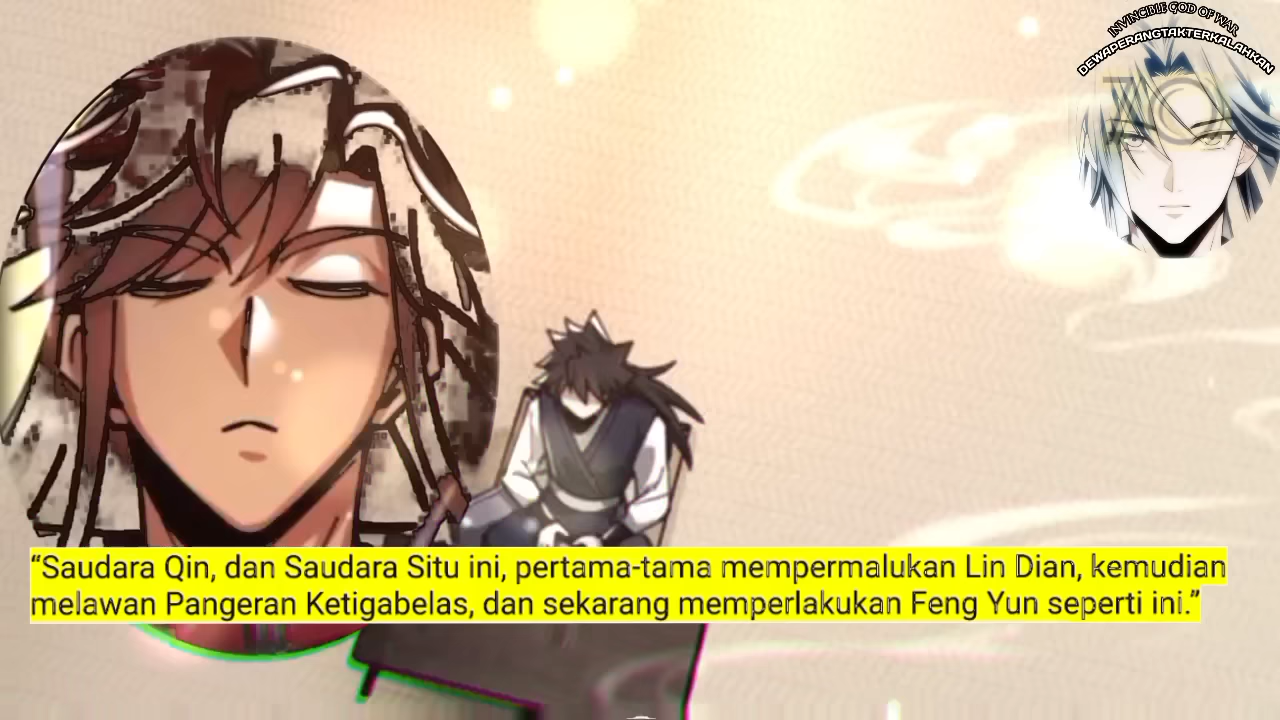 INVINCIBLE GOD OF WAR
DEWAPERANGTAKTERKALAHKAN
“Saudara Qin, dan Saudara Situ ini, pertama-tama mempermalukan Lin Dian, kemudian
melawan Pangeran Ketigabelas, dan sekarang memperlakukan Feng Yun seperti ini.”